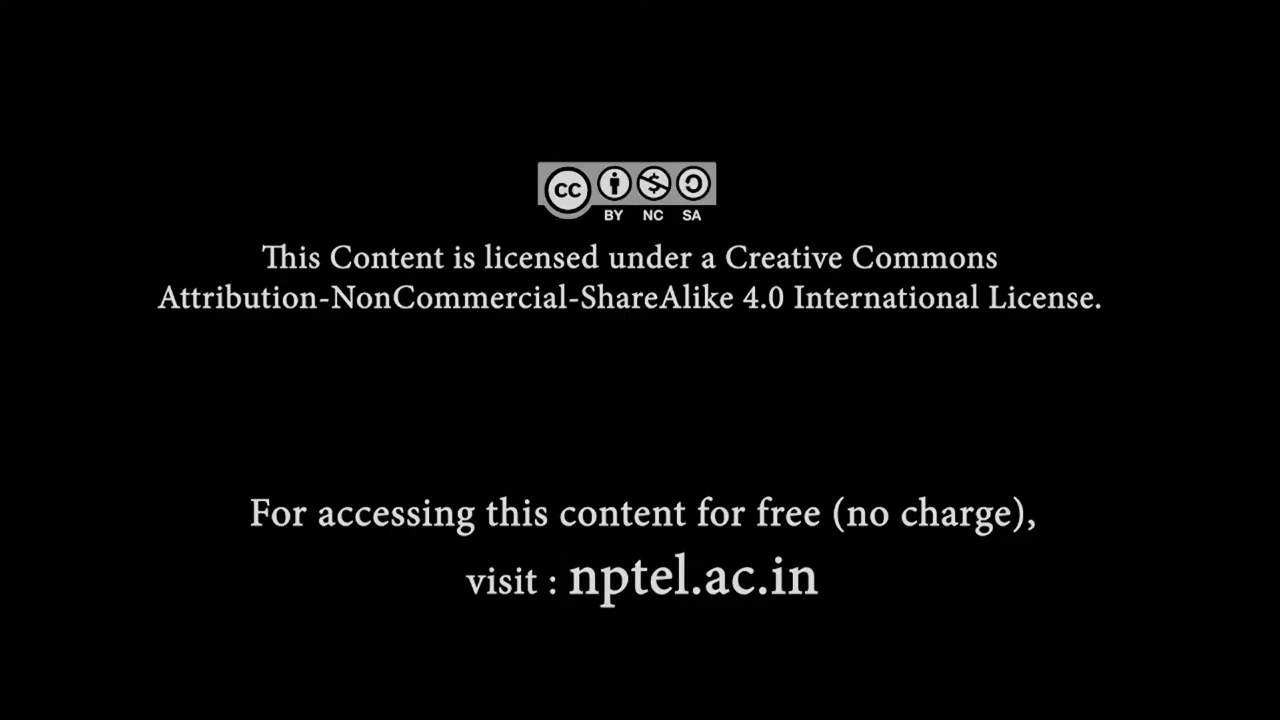 cc
BY NC SA
This Content is licensed under a Creative Commons
Attribution-NonCommercial-ShareAlike 4.0 International License.
For accessing this content for free (no charge),
visit : nptel.ac.in